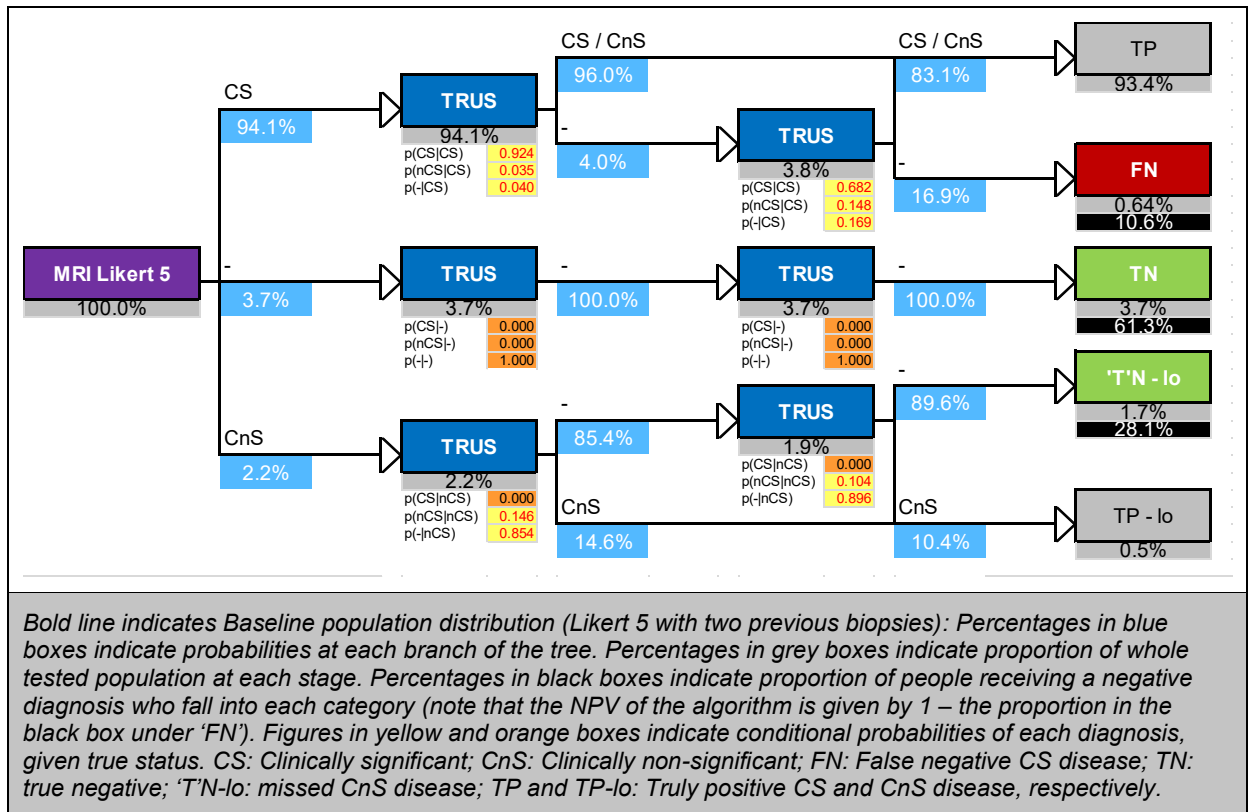 CS / CnS
CS / CnS
TP
96.0%
83.1%
93.4%
CS
TRUS
94.1%
94.1%
p(CS|CS) 0.924
p(nCS|CS) 0.035
p(-|CS) 0.040
-
4.0%
TRUS
3.8%
p(CS|CS) 0.682
p(nCS|CS) 0.148
p(-|CS) 0.169
-
16.9%
FN
0.64%
10.6%
MRI Likert 5
100.0%
-
3.7%
TRUS
3.7%
p(CS|-) 0.000
p(nCS|-) 0.000
p(-|-) 1.000
-
100.0%
TRUS
3.7%
p(CS|-) 0.000
p(nCS|-) 0.000
p(-|-) 1.000
-
100.0%
TN
3.7%
61.3%
CnS
2.2%
TRUS
2.2%
p(CS|nCS) 0.000
p(nCS|nCS) 0.146
p(-|nCS) 0.854
-
85.4%
TRUS
1.9%
p(CS|nCS) 0.000
p(nCS|nCS) 0.104
p(-|nCS) 0.896
-
89.6%
'T'N - lo
1.7%
28.1%
CnS
14.6%
CnS
10.4%
TP - lo
0.5%
Bold line indicates Baseline population distribution (Likert 5 with two previous biopsies): Percentages in blue
boxes indicate probabilities at each branch of the tree. Percentages in grey boxes indicate proportion of whole
tested population at each stage. Percentages in black boxes indicate proportion of people receiving a negative
diagnosis who fall into each category (note that the NPV of the algorithm is given by 1 – the proportion in the
black box under ‘FN’). Figures in yellow and orange boxes indicate conditional probabilities of each diagnosis,
given true status. CS: Clinically significant; CnS: Clinically non-significant; FN: False negative CS disease; TN:
true negative; ‘T’N-lo: missed CnS disease; TP and TP-lo: Truly positive CS and CnS disease, respectively.